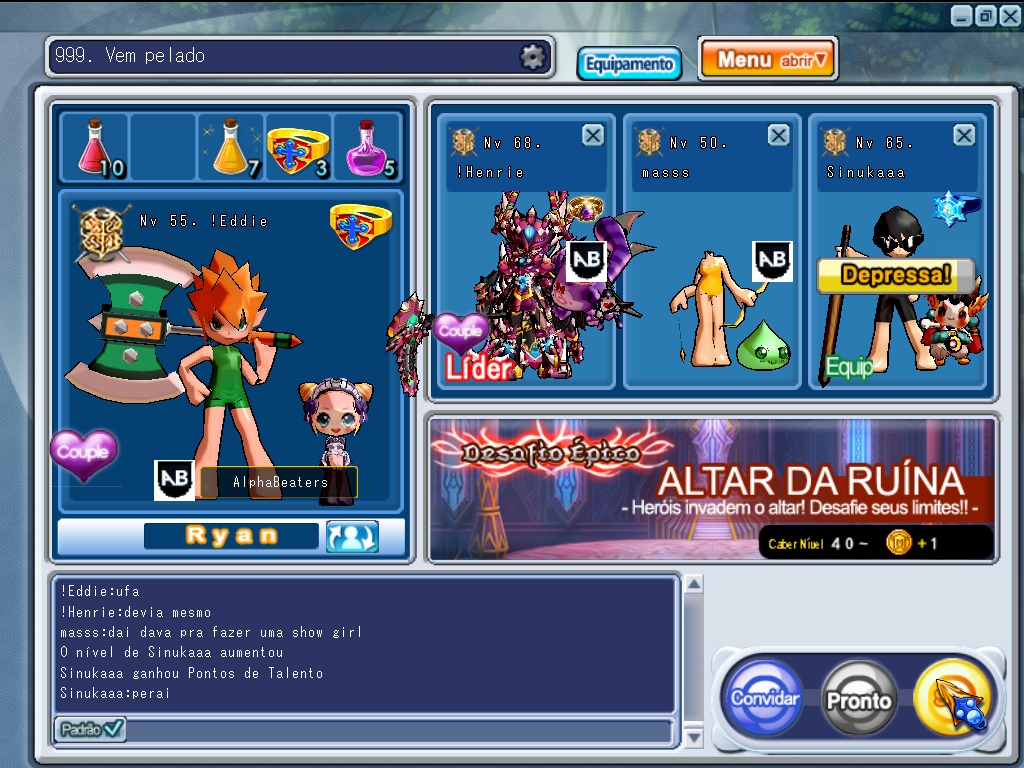 999. Vem pelado
Equipamento
Menu abrir
10
7
3
5
Nv 55. !Eddie
Couple
AB
AlphaBeaters
Ryan
Nv 68.
!Henrie
AB
Couple
Líder
Nv 50.
masss
AB
Nv 65.
Sinukaaa
Depressa!
Equip
Desafio Épico
ALTAR DA RUÍNA
- Heróis invadem o altar! Desafie seus limites!! -
Caber Nível 40~ +1
!Eddie:ufa
!Henrie:devia mesmo
masss:dai dava pra fazer uma show girl
O nível de Sinukaaa aumentou
Sinukaaa ganhou Pontos de Talento
Sinukaaa:perai
Padrão
Convidar
Pronto